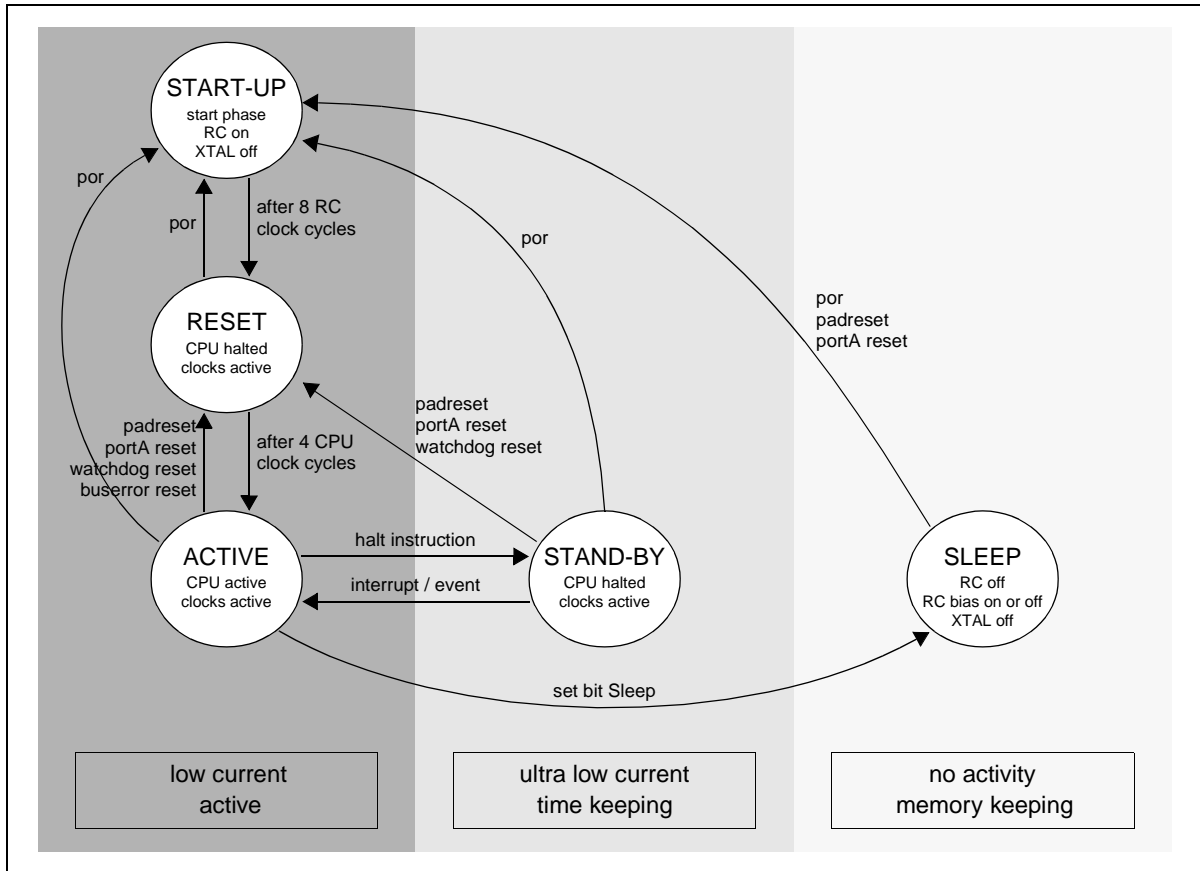 START-UP
start phase
RC on
XTAL off
por
por
after 8 RC
clock cycles
por
RESET
CPU halted
clocks active
por
padreset
portA reset
padreset
portA reset
watchdog reset
buserror reset
after 4 CPU
clock cycles
padreset
portA reset
watchdog reset
ACTIVE
CPU active
clocks active
halt instruction
interrupt / event
STAND-BY
CPU halted
clocks active
SLEEP
RC off
RC bias on or off
XTAL off
set bit Sleep
low current
active
ultra low current
time keeping
no activity
memory keeping